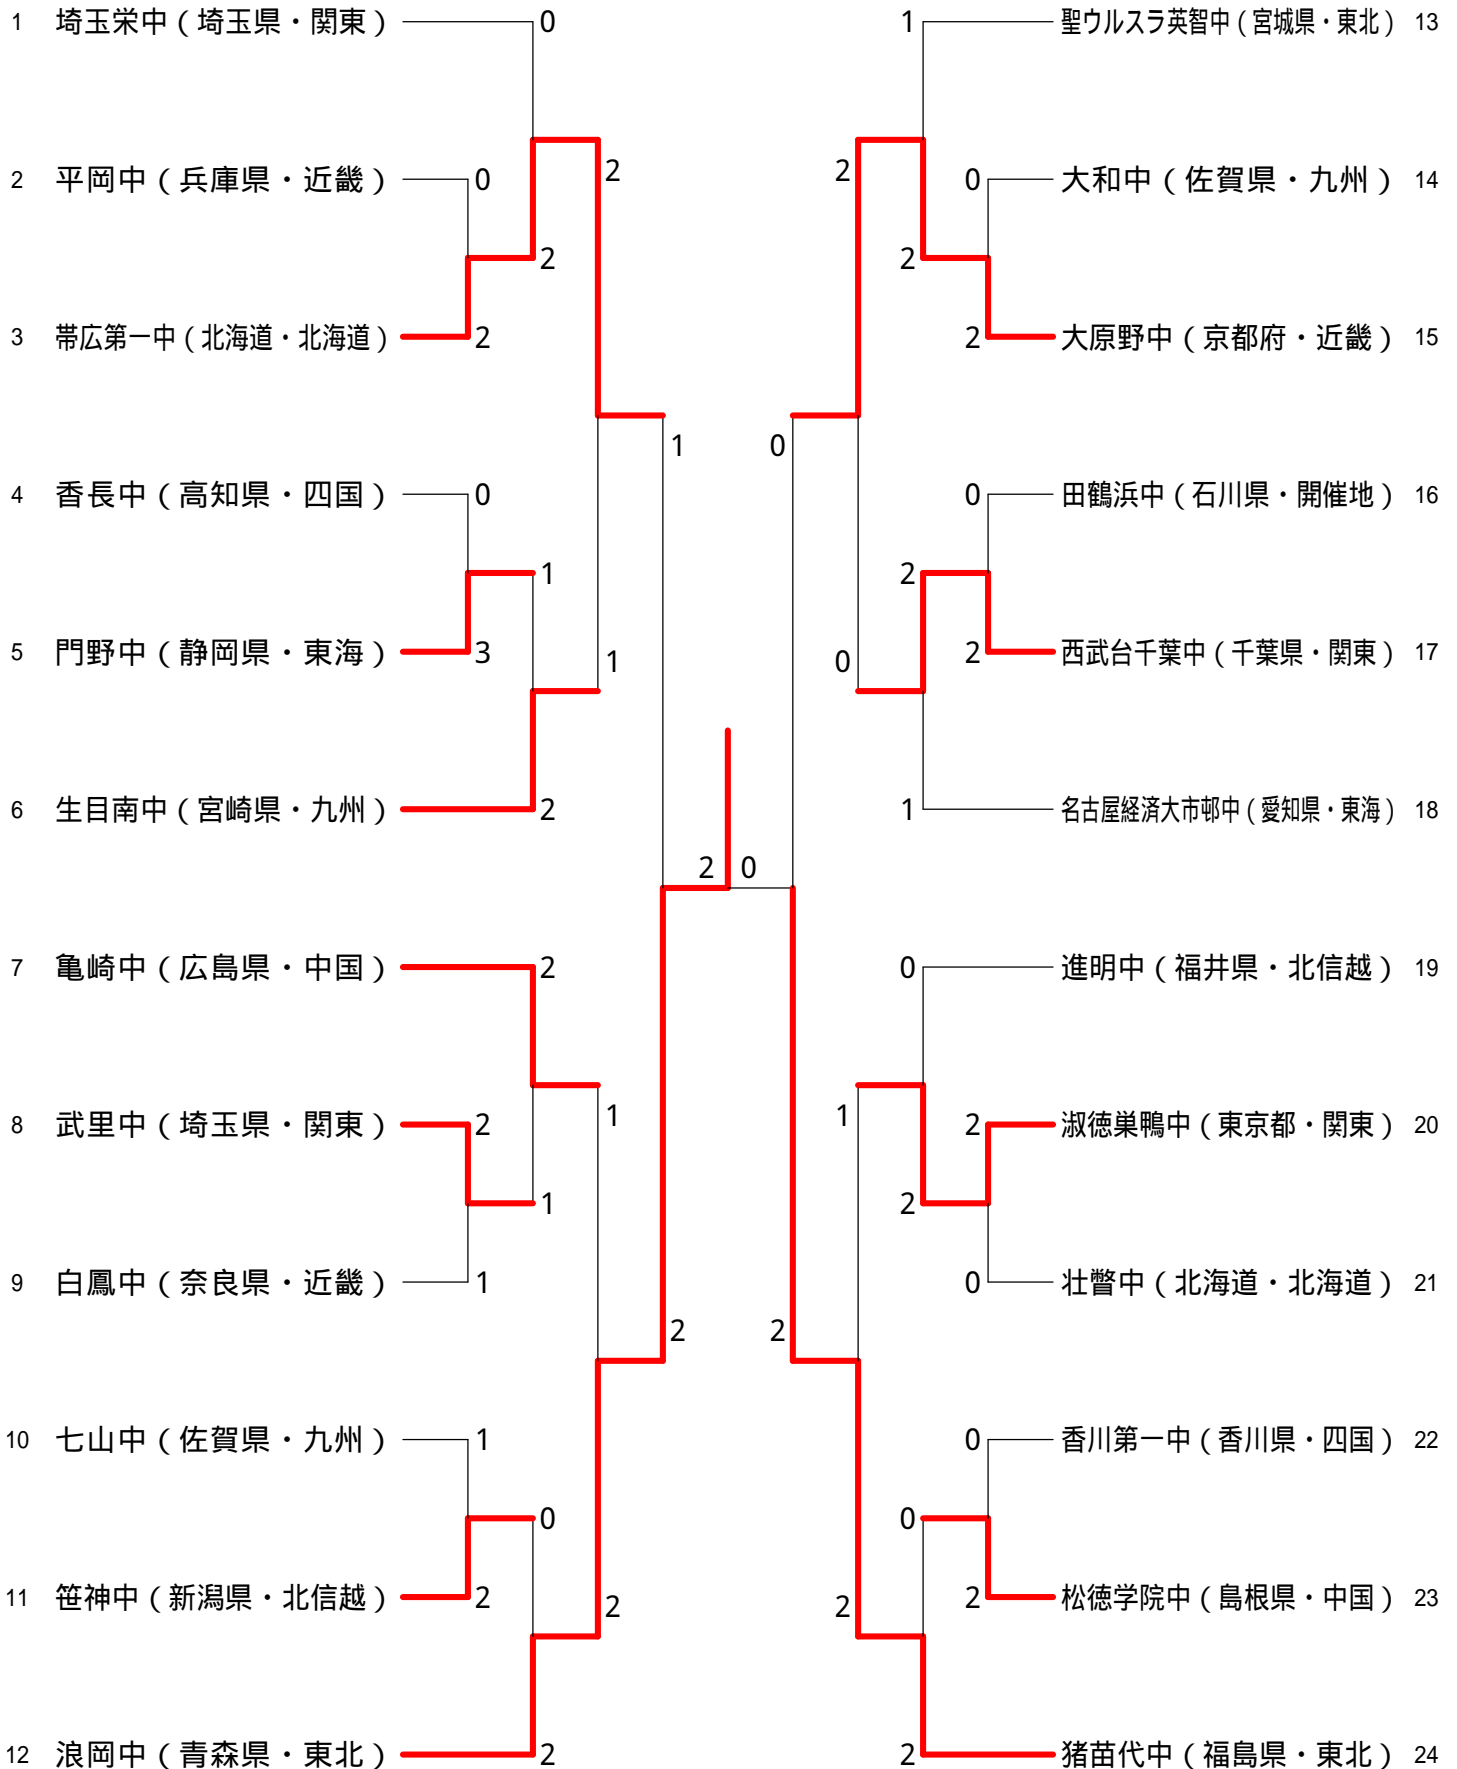 1 埼玉栄中（埼玉県・関東） 0
1 聖ウルスラ英智中（宮城県・東北） 13
2 平岡中（兵庫県・近畿） 0
2
2
0 大和中（佐賀県・九州） 14
2
2
3 帯広第一中（北海道・北海道） 2
2 大原野中（京都府・近畿） 15
1
0
4 香長中（高知県・四国） 0
0 田鶴浜中（石川県・開催地） 16
1
2
5 門野中（静岡県・東海） 3
1
0
2 西武台千葉中（千葉県・関東） 17
6 生目南中（宮崎県・九州） 2
1 名古屋経済大市邨中（愛知県・東海） 18
2 0
7 亀崎中（広島県・中国） 2
0 進明中（福井県・北信越） 19
8 武里中（埼玉県・関東） 2
1
1
2 淑徳巣鴨中（東京都・関東） 20
1
2
9 白鳳中（奈良県・近畿） 1
0 壮瞥中（北海道・北海道） 21
2
2
10 七山中（佐賀県・九州） 1
0 香川第一中（香川県・四国） 22
0
0
11 笹神中（新潟県・北信越） 2
2
2
2 松徳学院中（島根県・中国） 23
12 浪岡中（青森県・東北） 2
2 猪苗代中（福島県・東北） 24